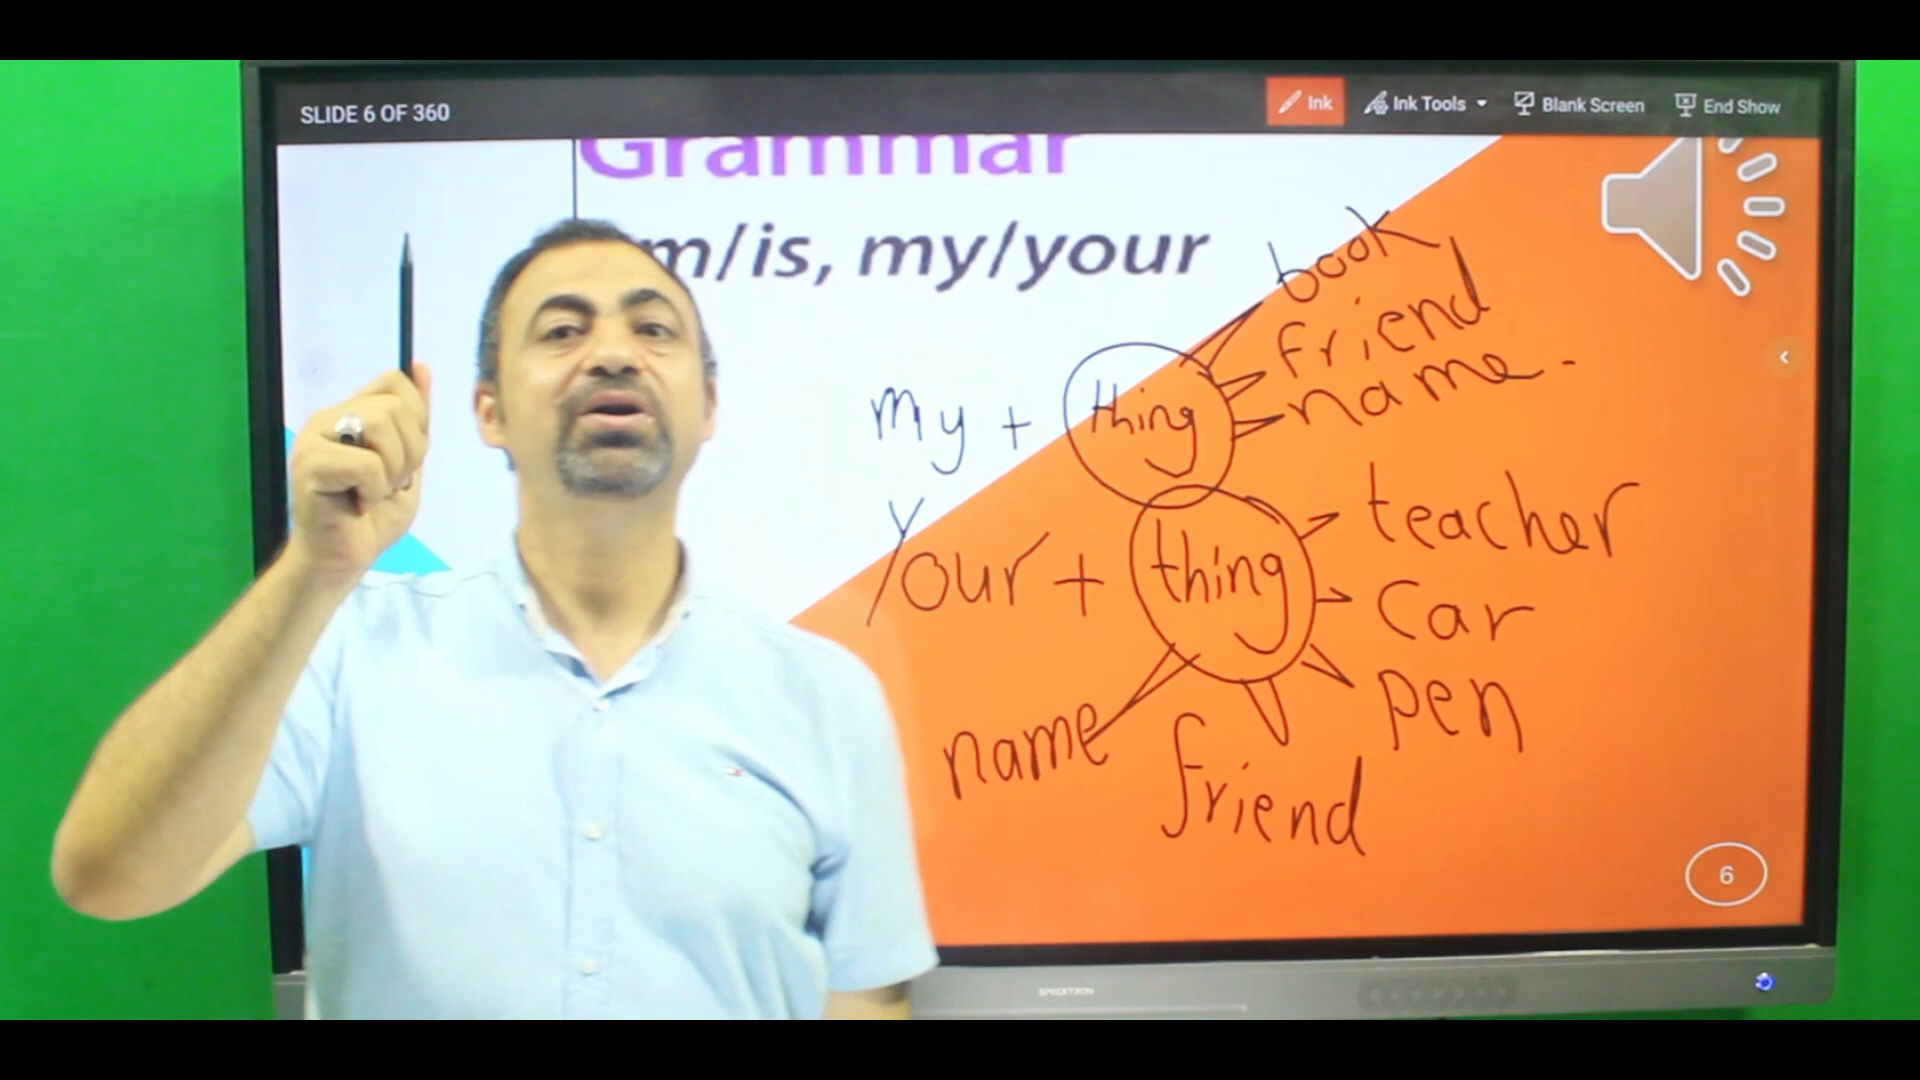 SLIDE 6 OF 360
Ink
Ink Tools
Blank Screen
End Show
Grammar
m/is, my/your
book
friend
my + thing name.
Your + thing teacher
car
pen
name
friend
6